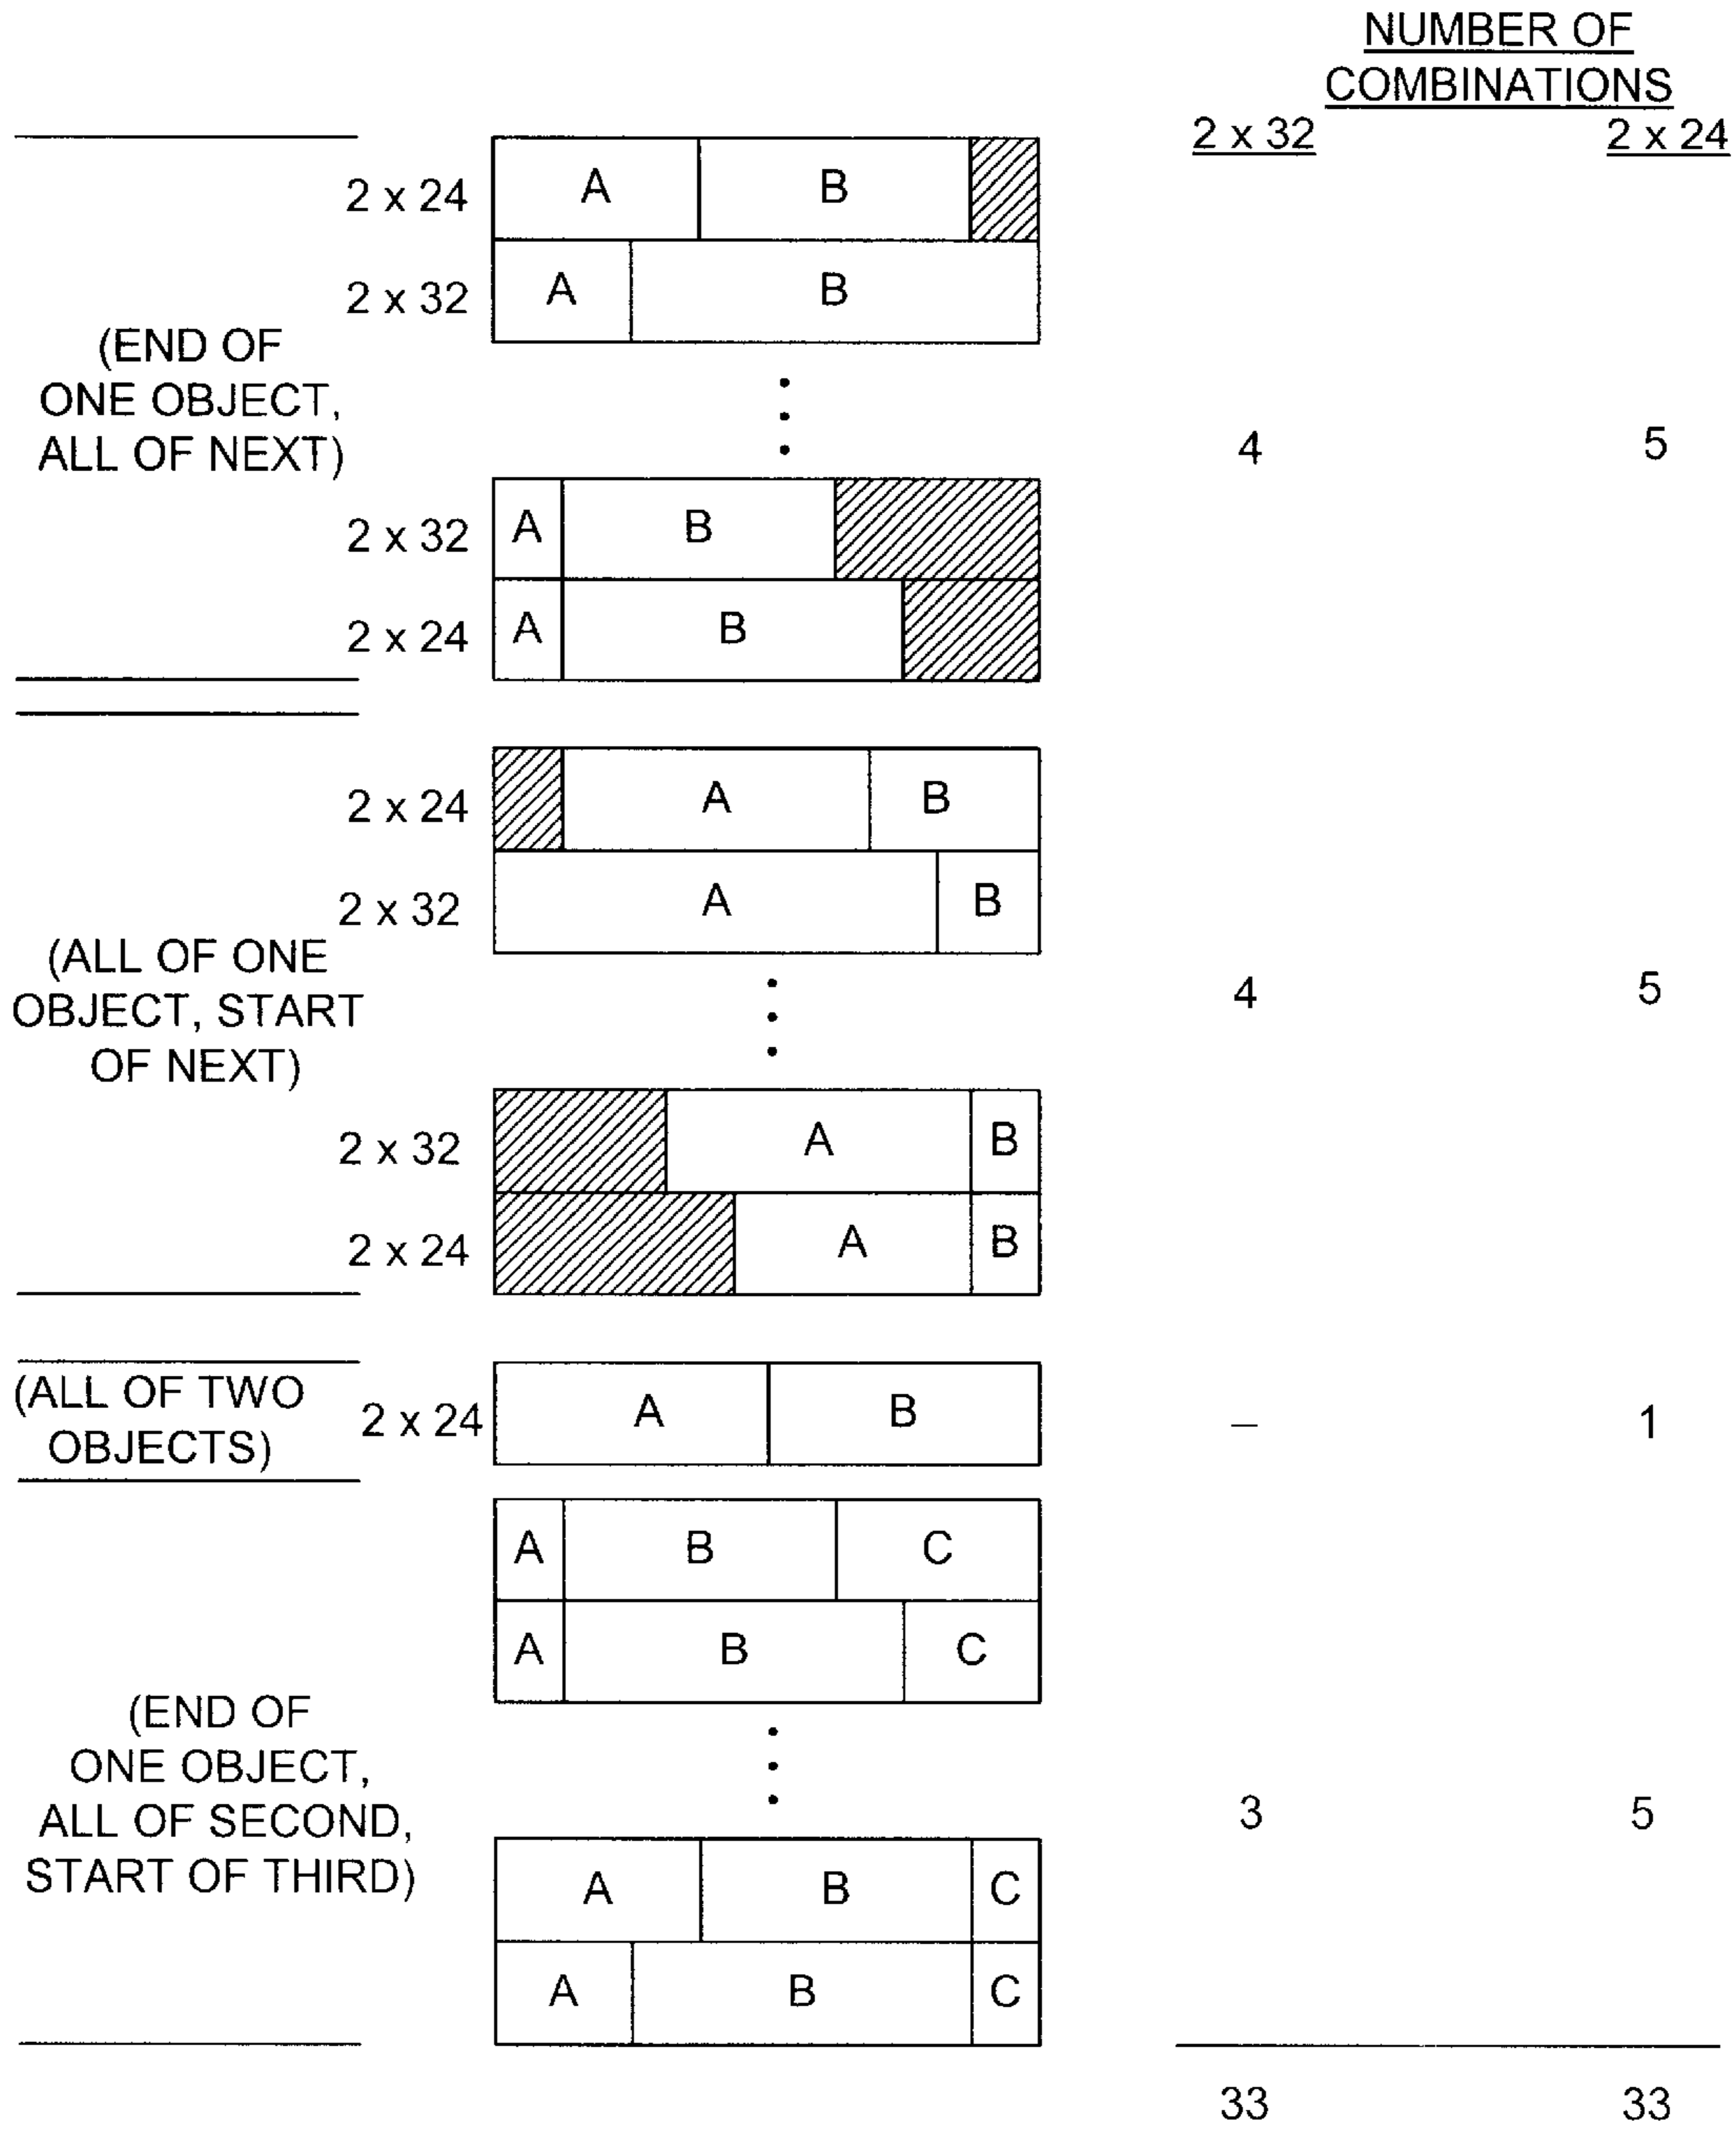 NUMBER OF
COMBINATIONS
2 x 32 2 x 24
2 x 24 A B
2 x 32 A B
(END OF
ONE OBJECT,
ALL OF NEXT)
4 5
2 x 32 A B
2 x 24 A B
2 x 24 A B
2 x 32 A B
(ALL OF ONE
OBJECT, START
OF NEXT)
4 5
2 x 32 A B
2 x 24 A B
(ALL OF TWO
OBJECTS)
2 x 24 A B – 1
A B C
A B C
(END OF
ONE OBJECT,
ALL OF SECOND,
START OF THIRD)
3 5
A B C
A B C
33 33